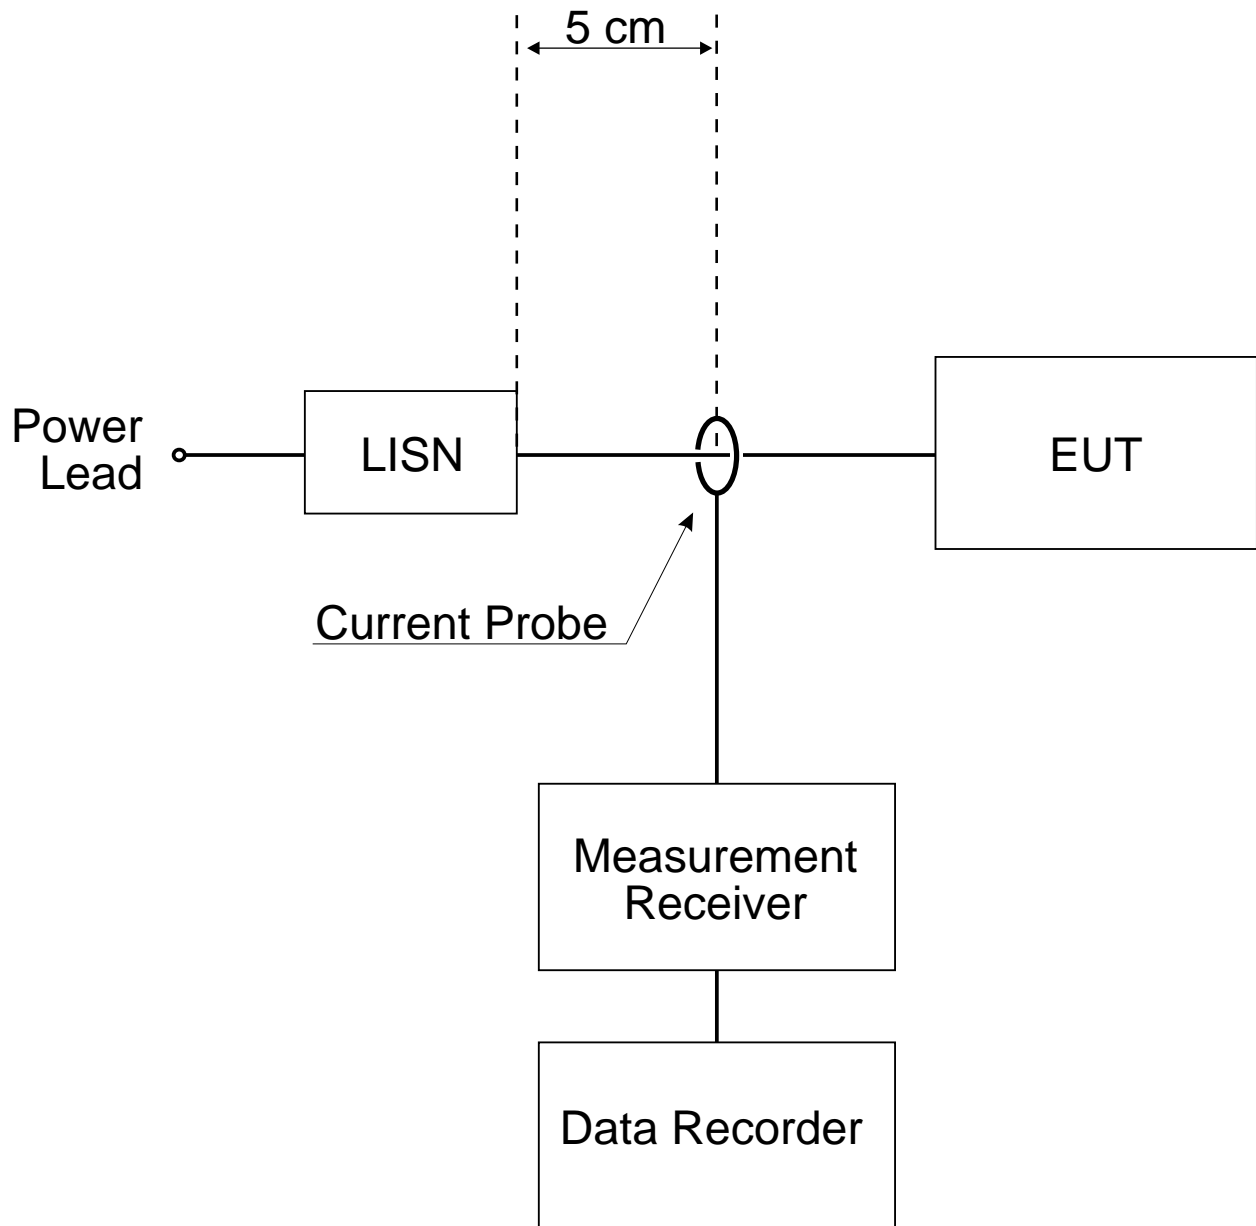 5 cm
Power
Lead
LISN
EUT
Current Probe
Measurement
Receiver
Data Recorder